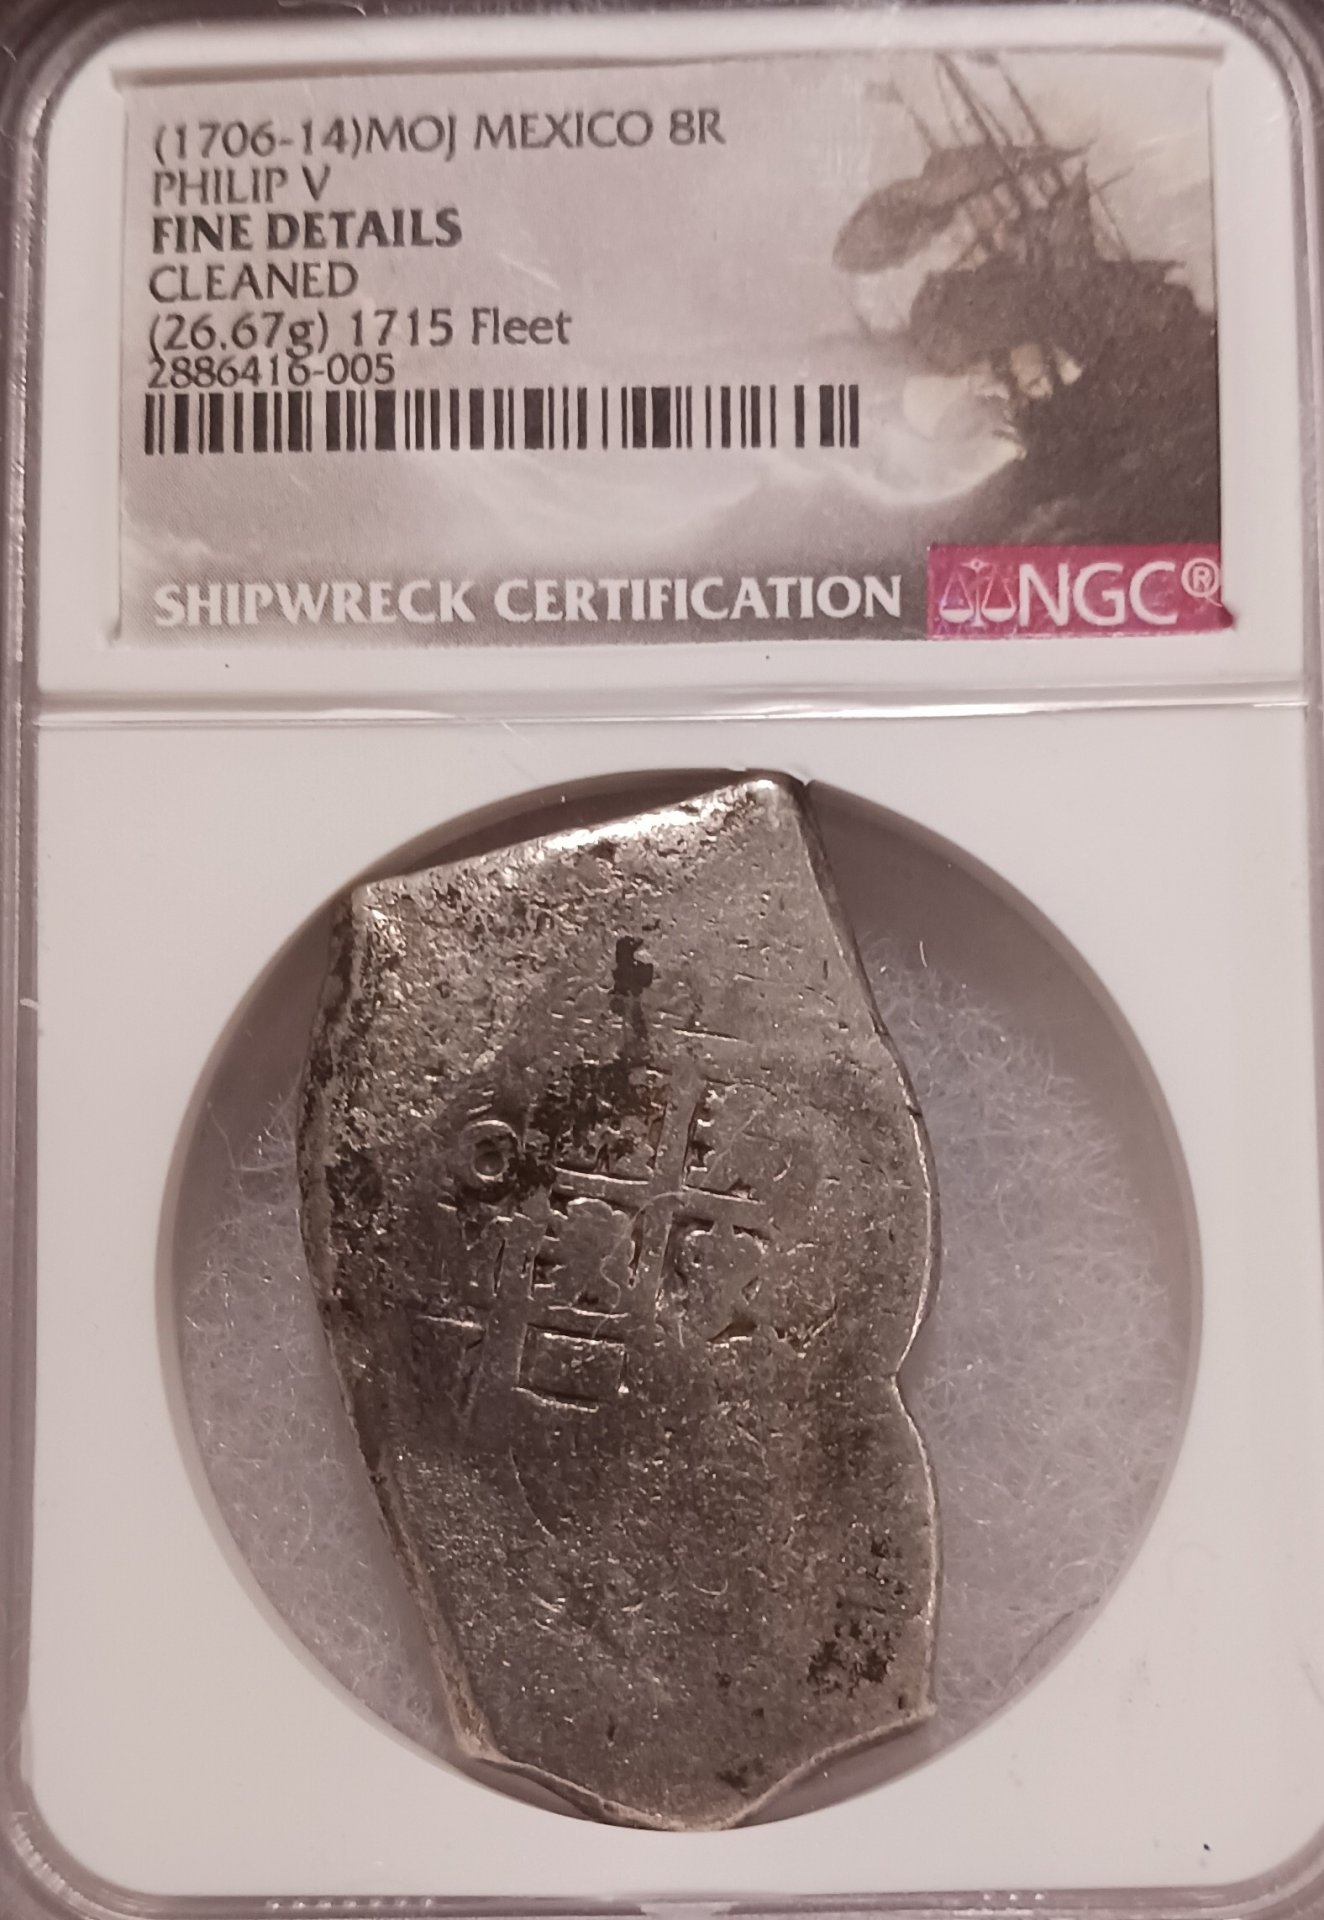 (1706-14)MOJ MEXICO 8R
PHILIP V
FINE DETAILS
CLEANED
(26.67g) 1715 Fleet
2886416-005
SHIPWRECK CERTIFICATION NGC®